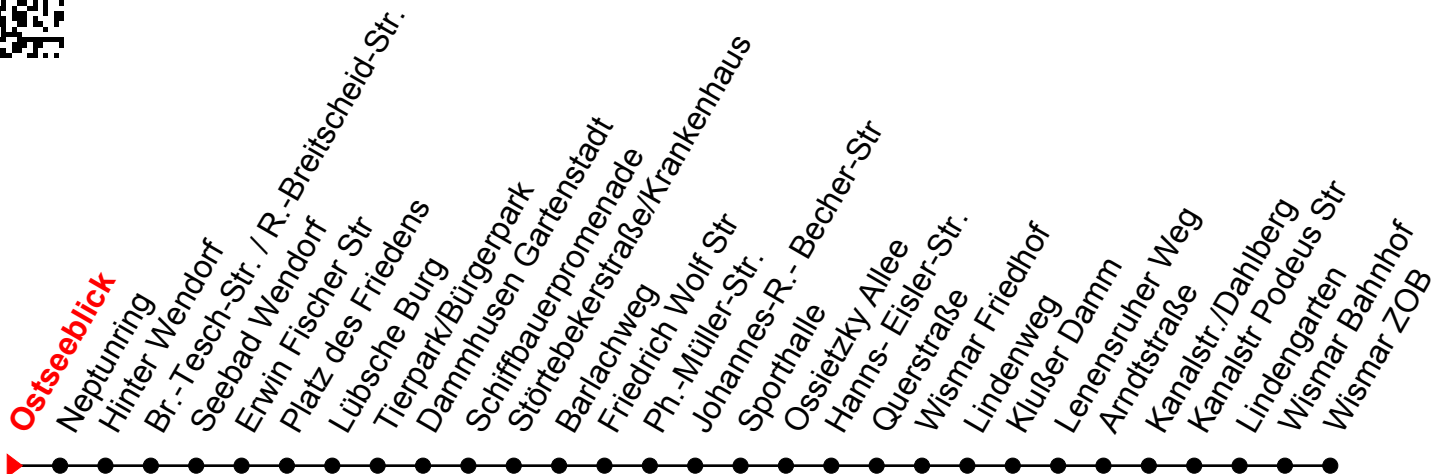 Ostseeblick
Neptunring
Hinter Wendorf
Br.-Tesch-Str. / R.-Breitscheid-Str.
Seebad Wendorf
Erwin Fischer Str
Platz des Friedens
Lübsche Burg
Tierpark/Bürgerpark
Dammhusen Gartenstadt
Schiffbauerpromenade
Störtebekerstraße/Krankenhaus
Barlachweg
Friedrich Wolf Str
Ph.-Müller-Str.
Johannes-R.- Becher-Str
Sporthalle
Ossietzky Allee
Hanns- Eisler-Str.
Querstraße
Wismar Friedhof
Lindenweg
Klußer Damm
Lenensruher Weg
Arndtstraße
Kanalstr./Dahlberg
Kanalstr Podeus Str
Lindengarten
Wismar Bahnhof
Wismar ZOB